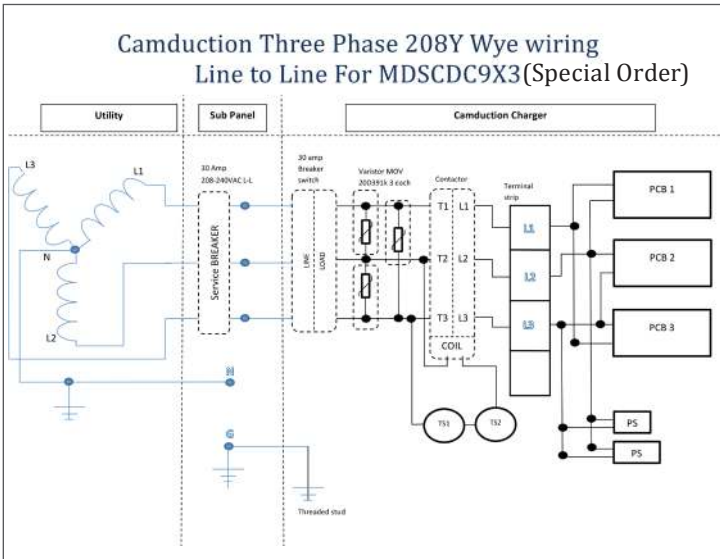 Camduction Three Phase 208Y Wye wiring
Line to Line For MDSCDC9X3(Special Order)
Utility
Sub Panel
Camduction Charger
L3
L1
N
L2
30 Amp
208-240VAC L-L
Service BREAKER
N
G
30 amp
Breaker
switch
LINE
LOAD
Threaded stud
Varistor MOV
20D391k 3 each
Contactor
T1 L1
T2 L2
T3 L3
COIL
TS1
TS2
Terminal
strip
L1
L2
L3
PCB 1
PCB 2
PCB 3
PS
PS